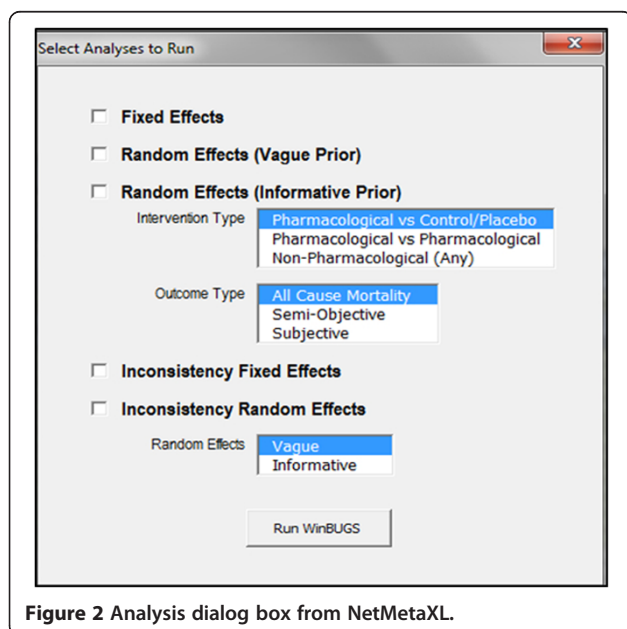 Select Analyses to Run
Fixed Effects
Random Effects (Vague Prior)
Random Effects (Informative Prior)
Intervention Type
Pharmacological vs Control/Placebo
Pharmacological vs Pharmacological
Non-Pharmacological (Any)
Outcome Type
All Cause Mortality
Semi-Objective
Subjective
Inconsistency Fixed Effects
Inconsistency Random Effects
Random Effects
Vague
Informative
Run WinBUGS
Figure 2 Analysis dialog box from NetMetaXL.